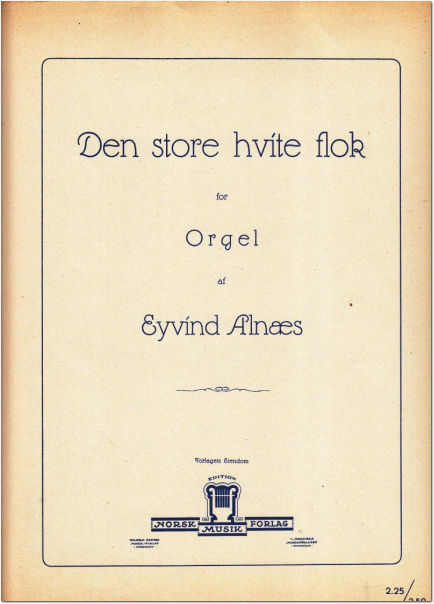 Den store hvite flok
for
Orgel
af
Eyvind Alnæs
Forlagets Eiendom
EDITION
NORSK MUSIK FORLAG
2.25/